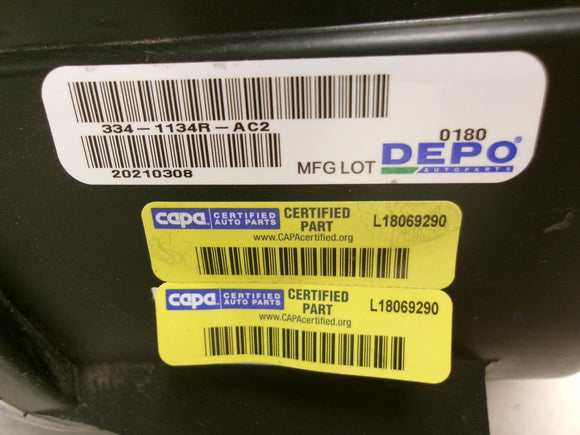 334-1134R-AC2
0180
20210308
MFG LOT DEPO®
AUTOPARTS
capa CERTIFIED AUTO PARTS CERTIFIED PART L18069290
www.CAPAcertified.org
capa CERTIFIED AUTO PARTS CERTIFIED PART L18069290
www.CAPAcertified.org